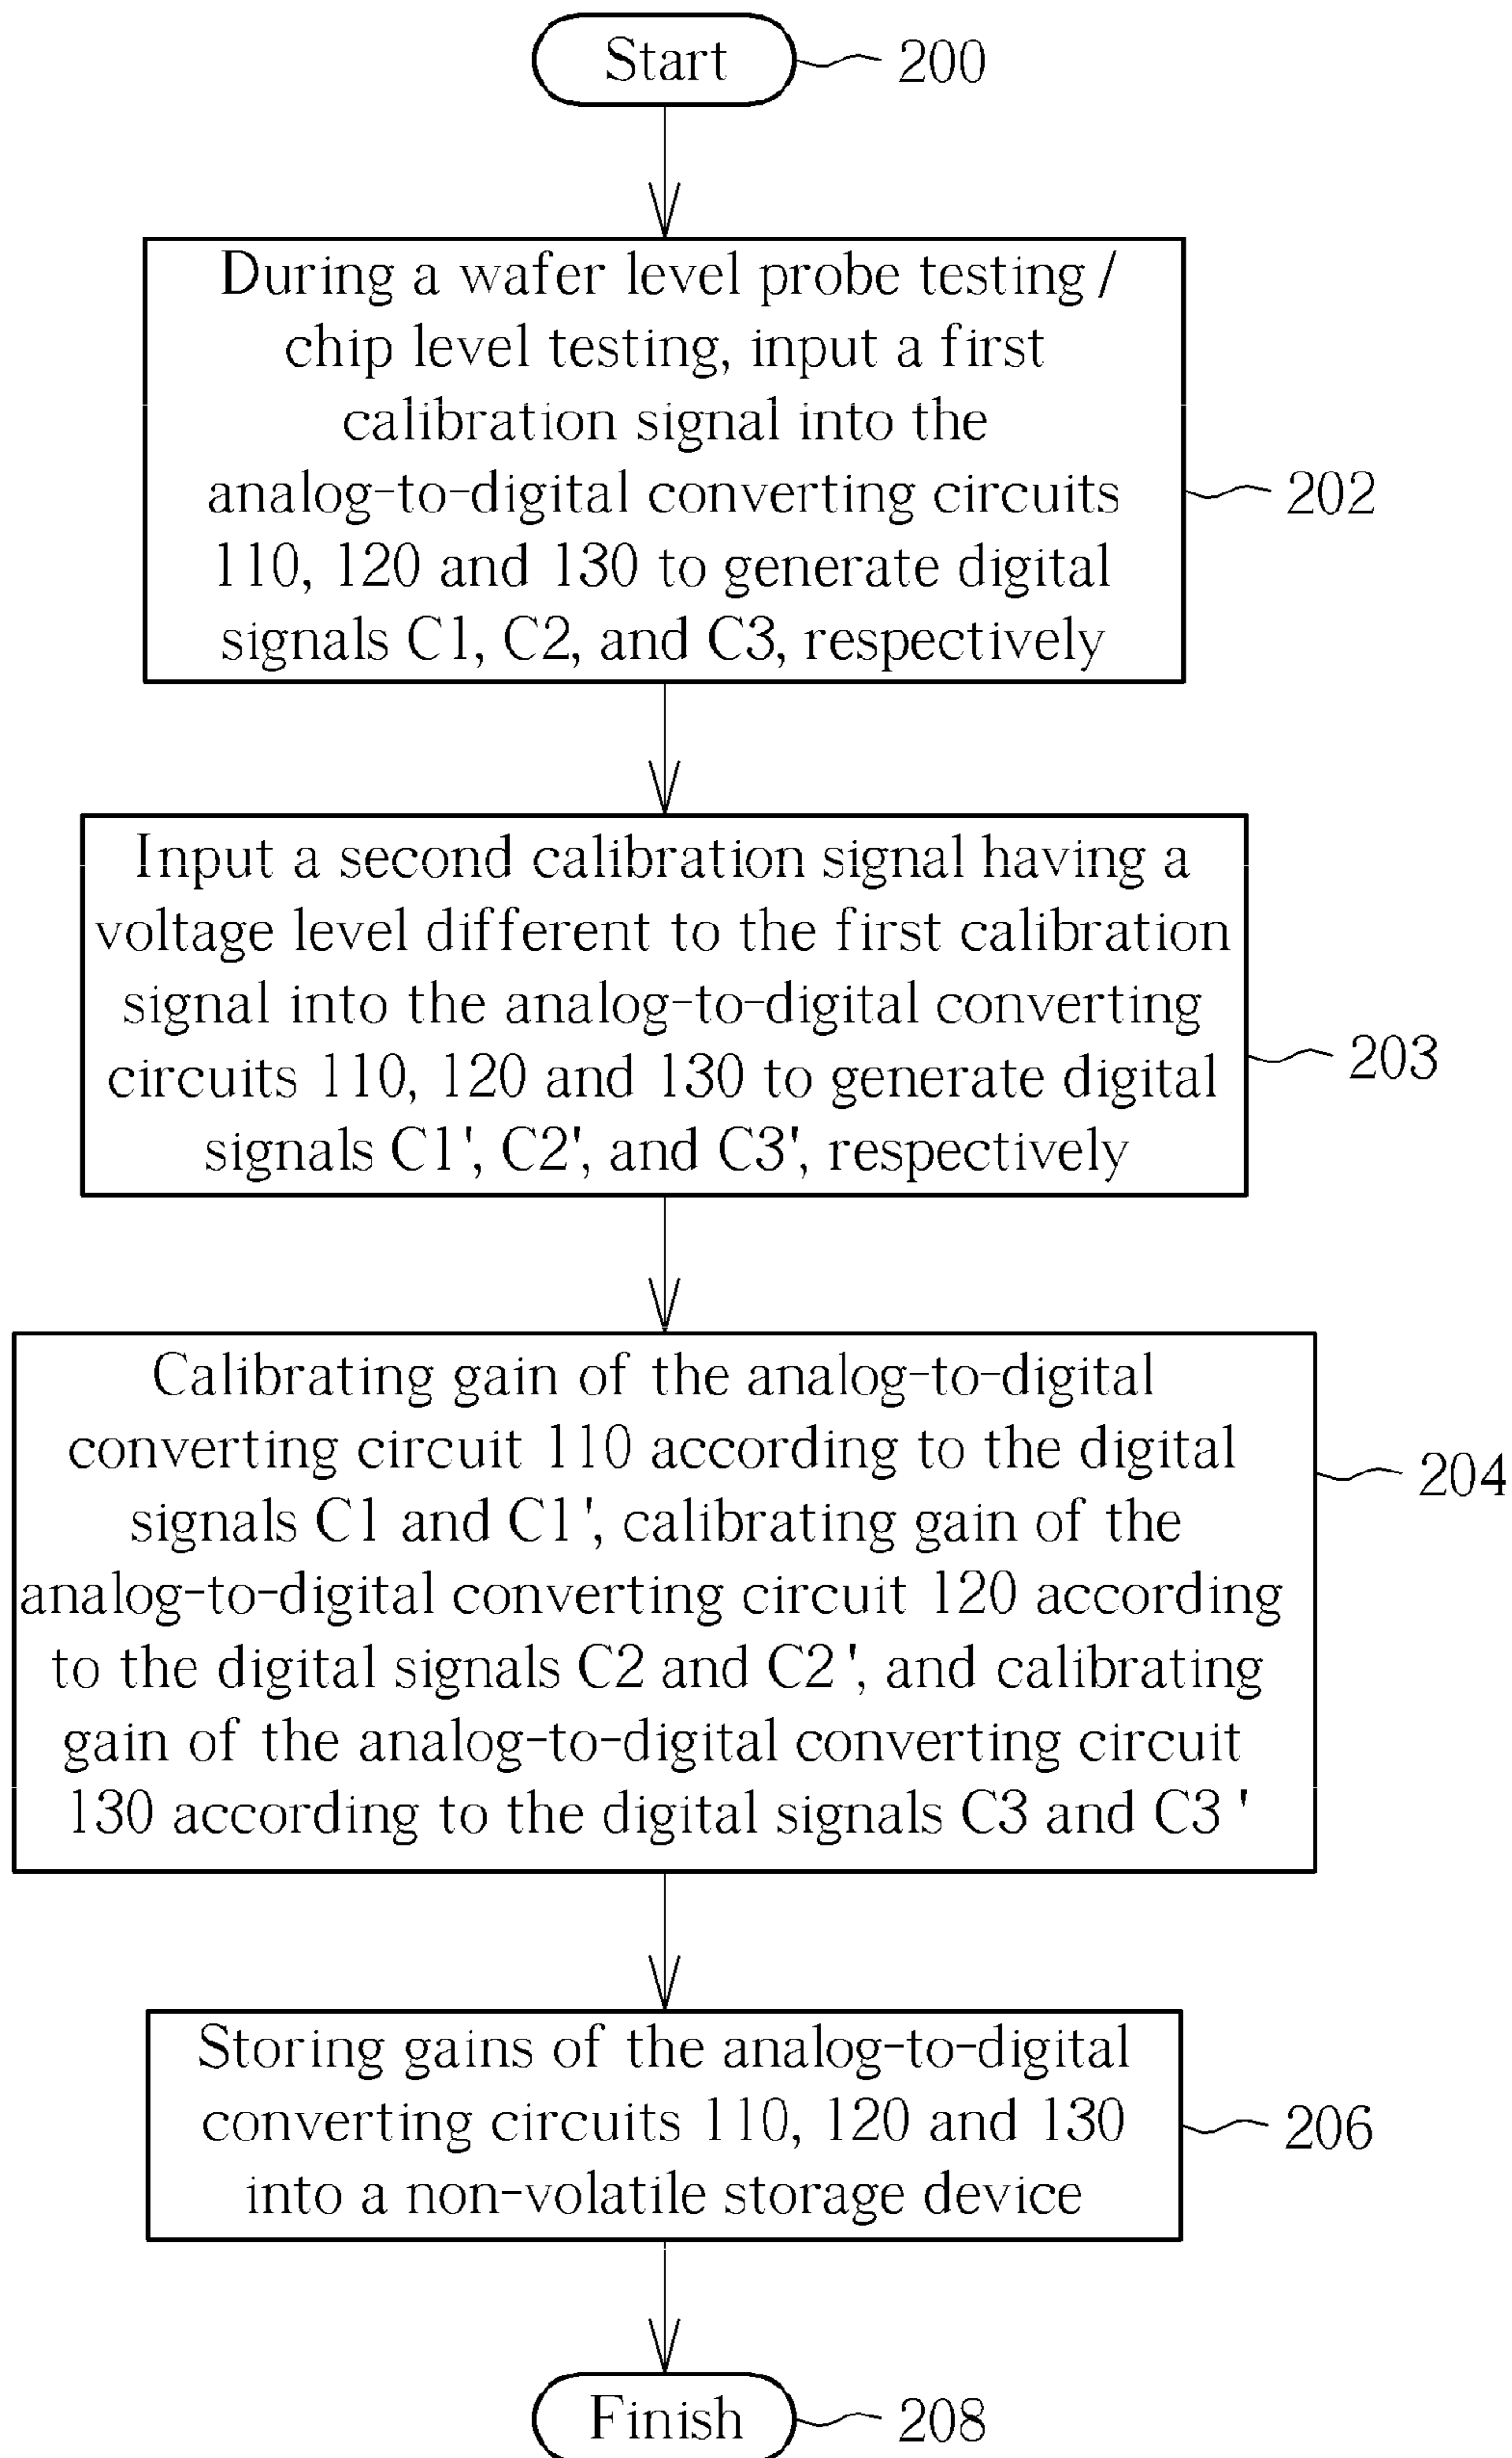 Start
200
During a wafer level probe testing /
chip level testing, input a first
calibration signal into the
analog-to-digital converting circuits
110, 120 and 130 to generate digital
signals C1, C2, and C3, respectively
202
Input a second calibration signal having a
voltage level different to the first calibration
signal into the analog-to-digital converting
circuits 110, 120 and 130 to generate digital
signals C1', C2', and C3', respectively
203
Calibrating gain of the analog-to-digital
converting circuit 110 according to the digital
signals C1 and C1', calibrating gain of the
analog-to-digital converting circuit 120 according
to the digital signals C2 and C2', and calibrating
gain of the analog-to-digital converting circuit
130 according to the digital signals C3 and C3'
204
Storing gains of the analog-to-digital
converting circuits 110, 120 and 130
into a non-volatile storage device
206
Finish
208